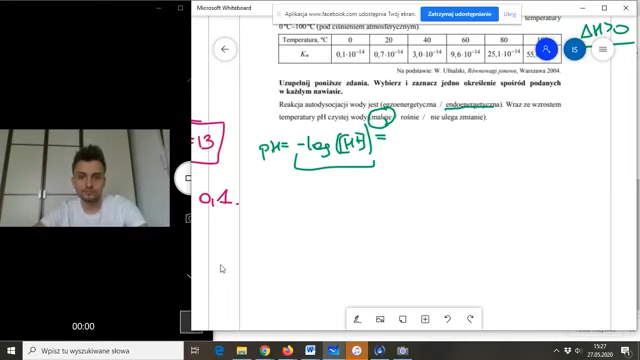 Microsoft Whiteboard
Aplikacja www.facebook.com udostępnia Twój ekran.
Zatrzymaj udostępnianie
Ukryj
temperatury
0 °C–100 °C (pod ciśnieniem atmosferycznym).
ΔH>0
Temperatura, °C 0 20 40 60 80
Kw 0,1·10⁻¹⁴ 0,7·10⁻¹⁴ 3,0·10⁻¹⁴ 9,6·10⁻¹⁴ 25,1·10⁻¹⁴
IS
Na podstawie: W. Ufnalski, Równowagi jonowe, Warszawa 2004.
Uzupełnij poniższe zdania. Wybierz i zaznacz jedno określenie spośród podanych
w każdym nawiasie.
Reakcja autodysocjacji wody jest (egzoenergetyczna / endoenergetyczna). Wraz ze wzrostem
temperatury pH czystej wody (maleje / rośnie / nie ulega zmianie).
=13
pH= -log([H+]) =
0,1.
00:00
Wpisz tu wyszukiwane słowa
15:27
27.05.2020